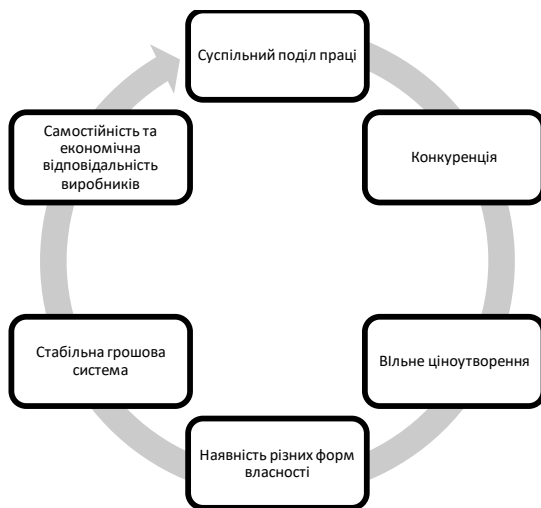 Суспільний поділ праці
Конкуренція
ВІльне ціноутворення
Наявність різних форм
власності
Стабільна грошова
система
Самостійність та
економічна
відповідальність
виробників